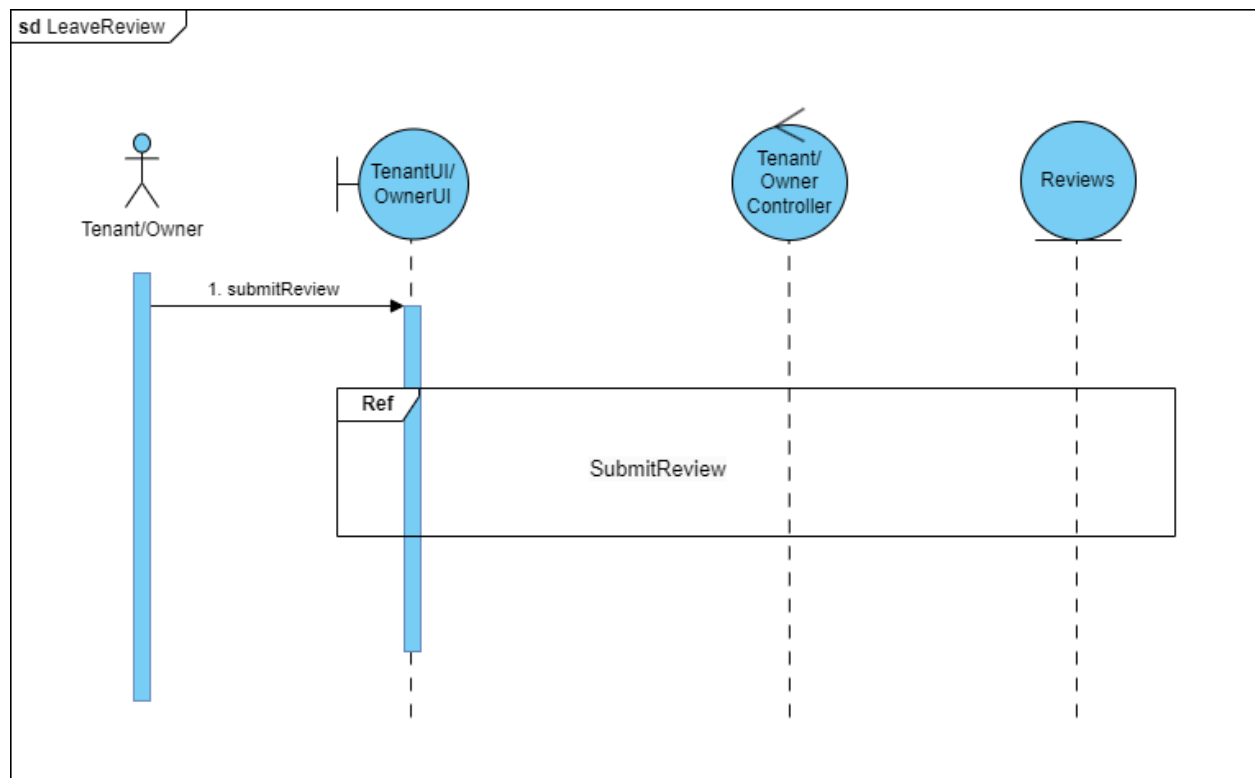 sd LeaveReview
Tenant/Owner
TenantUI/
OwnerUI
Tenant/
Owner
Controller
Reviews
1. submitReview
Ref
SubmitReview